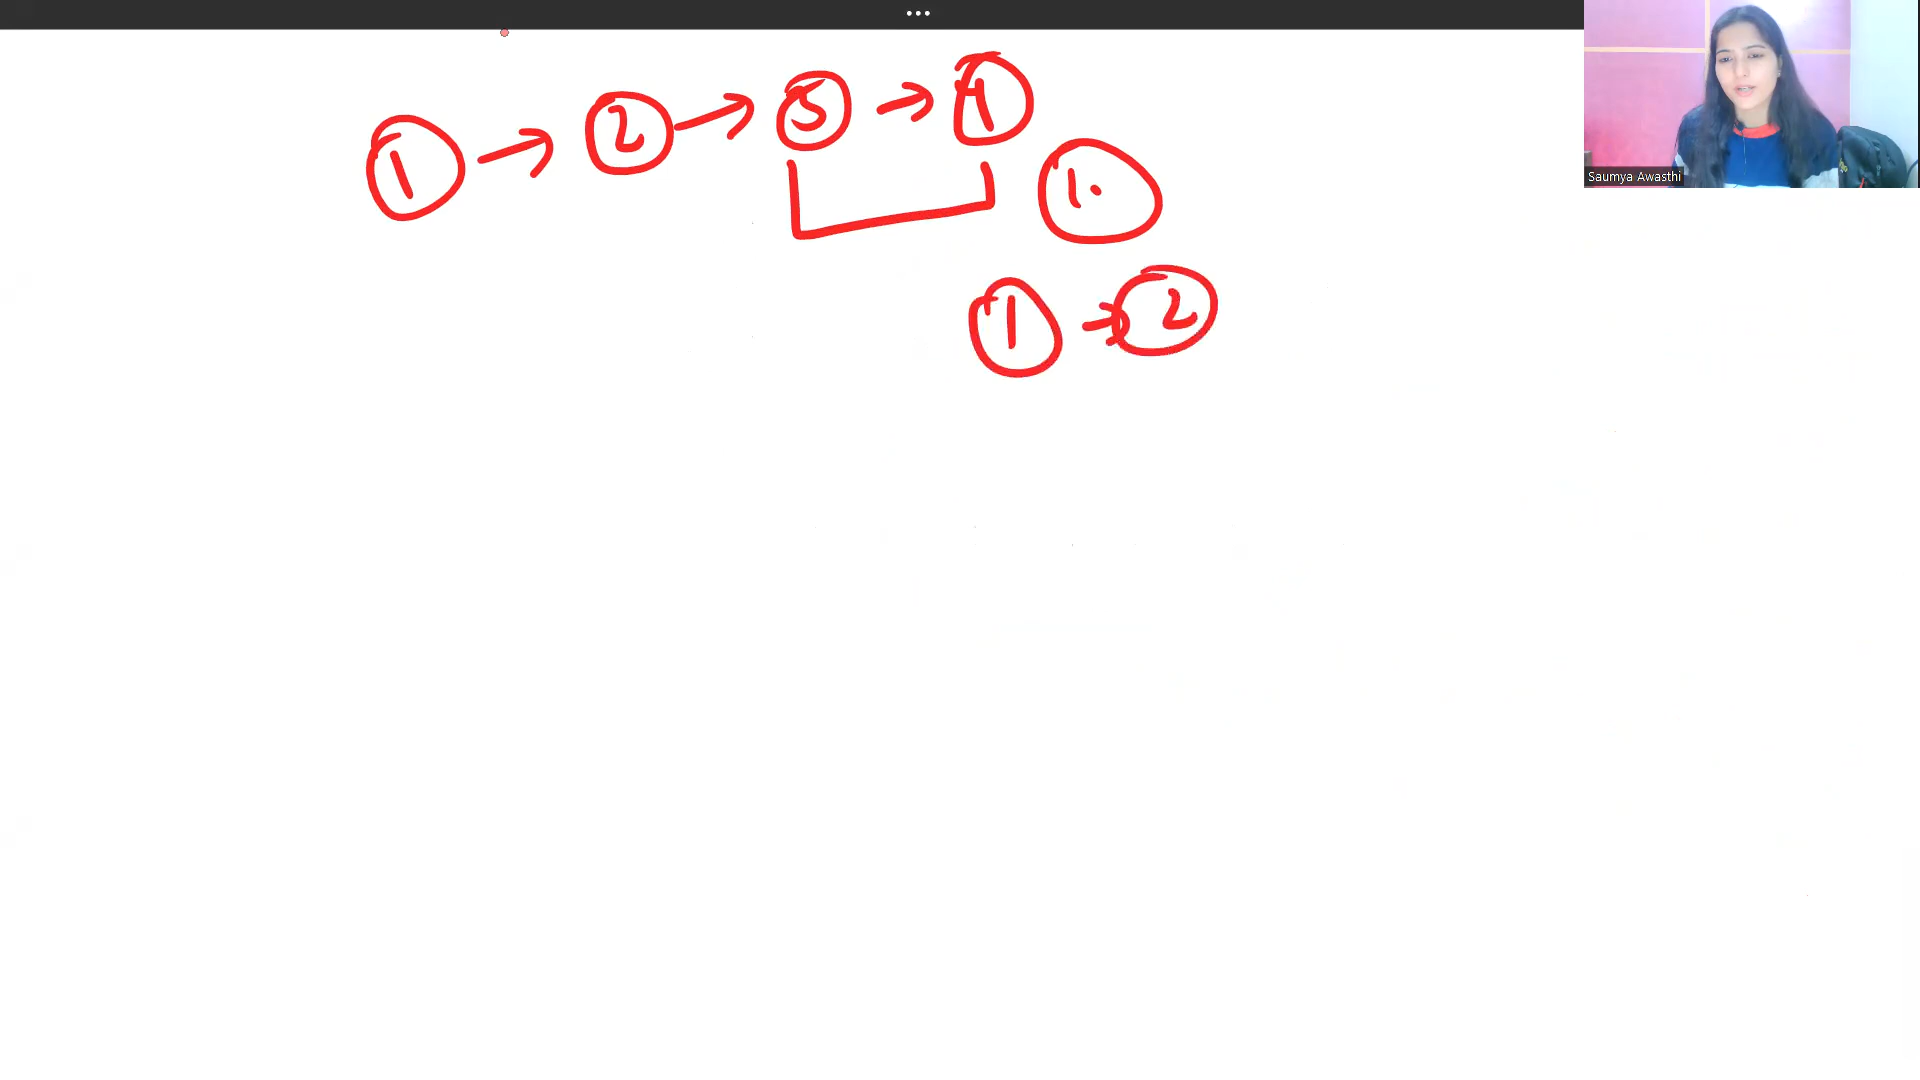 1 → 2 → 3 → 4
1.
1 → 2
Saumya Awasthi